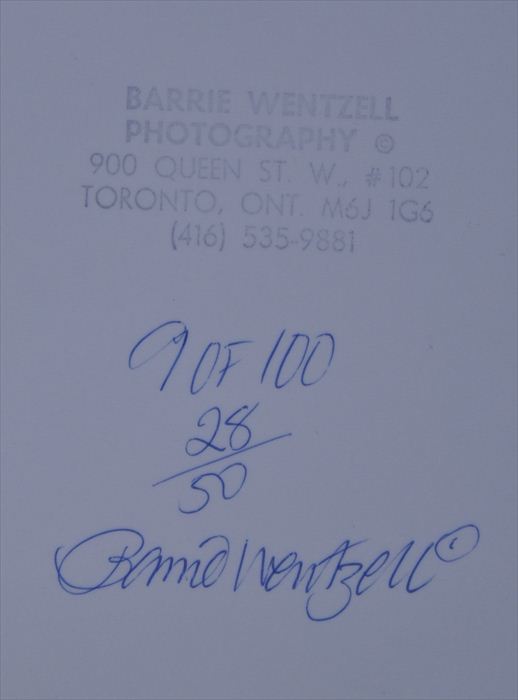 BARRIE WENTZELL
PHOTOGRAPHY ©
900 QUEEN ST. W., #102
TORONTO, ONT. M6J 1G6
(416) 535-9881
9 OF 100
28
50
Barrie Wentzell ©